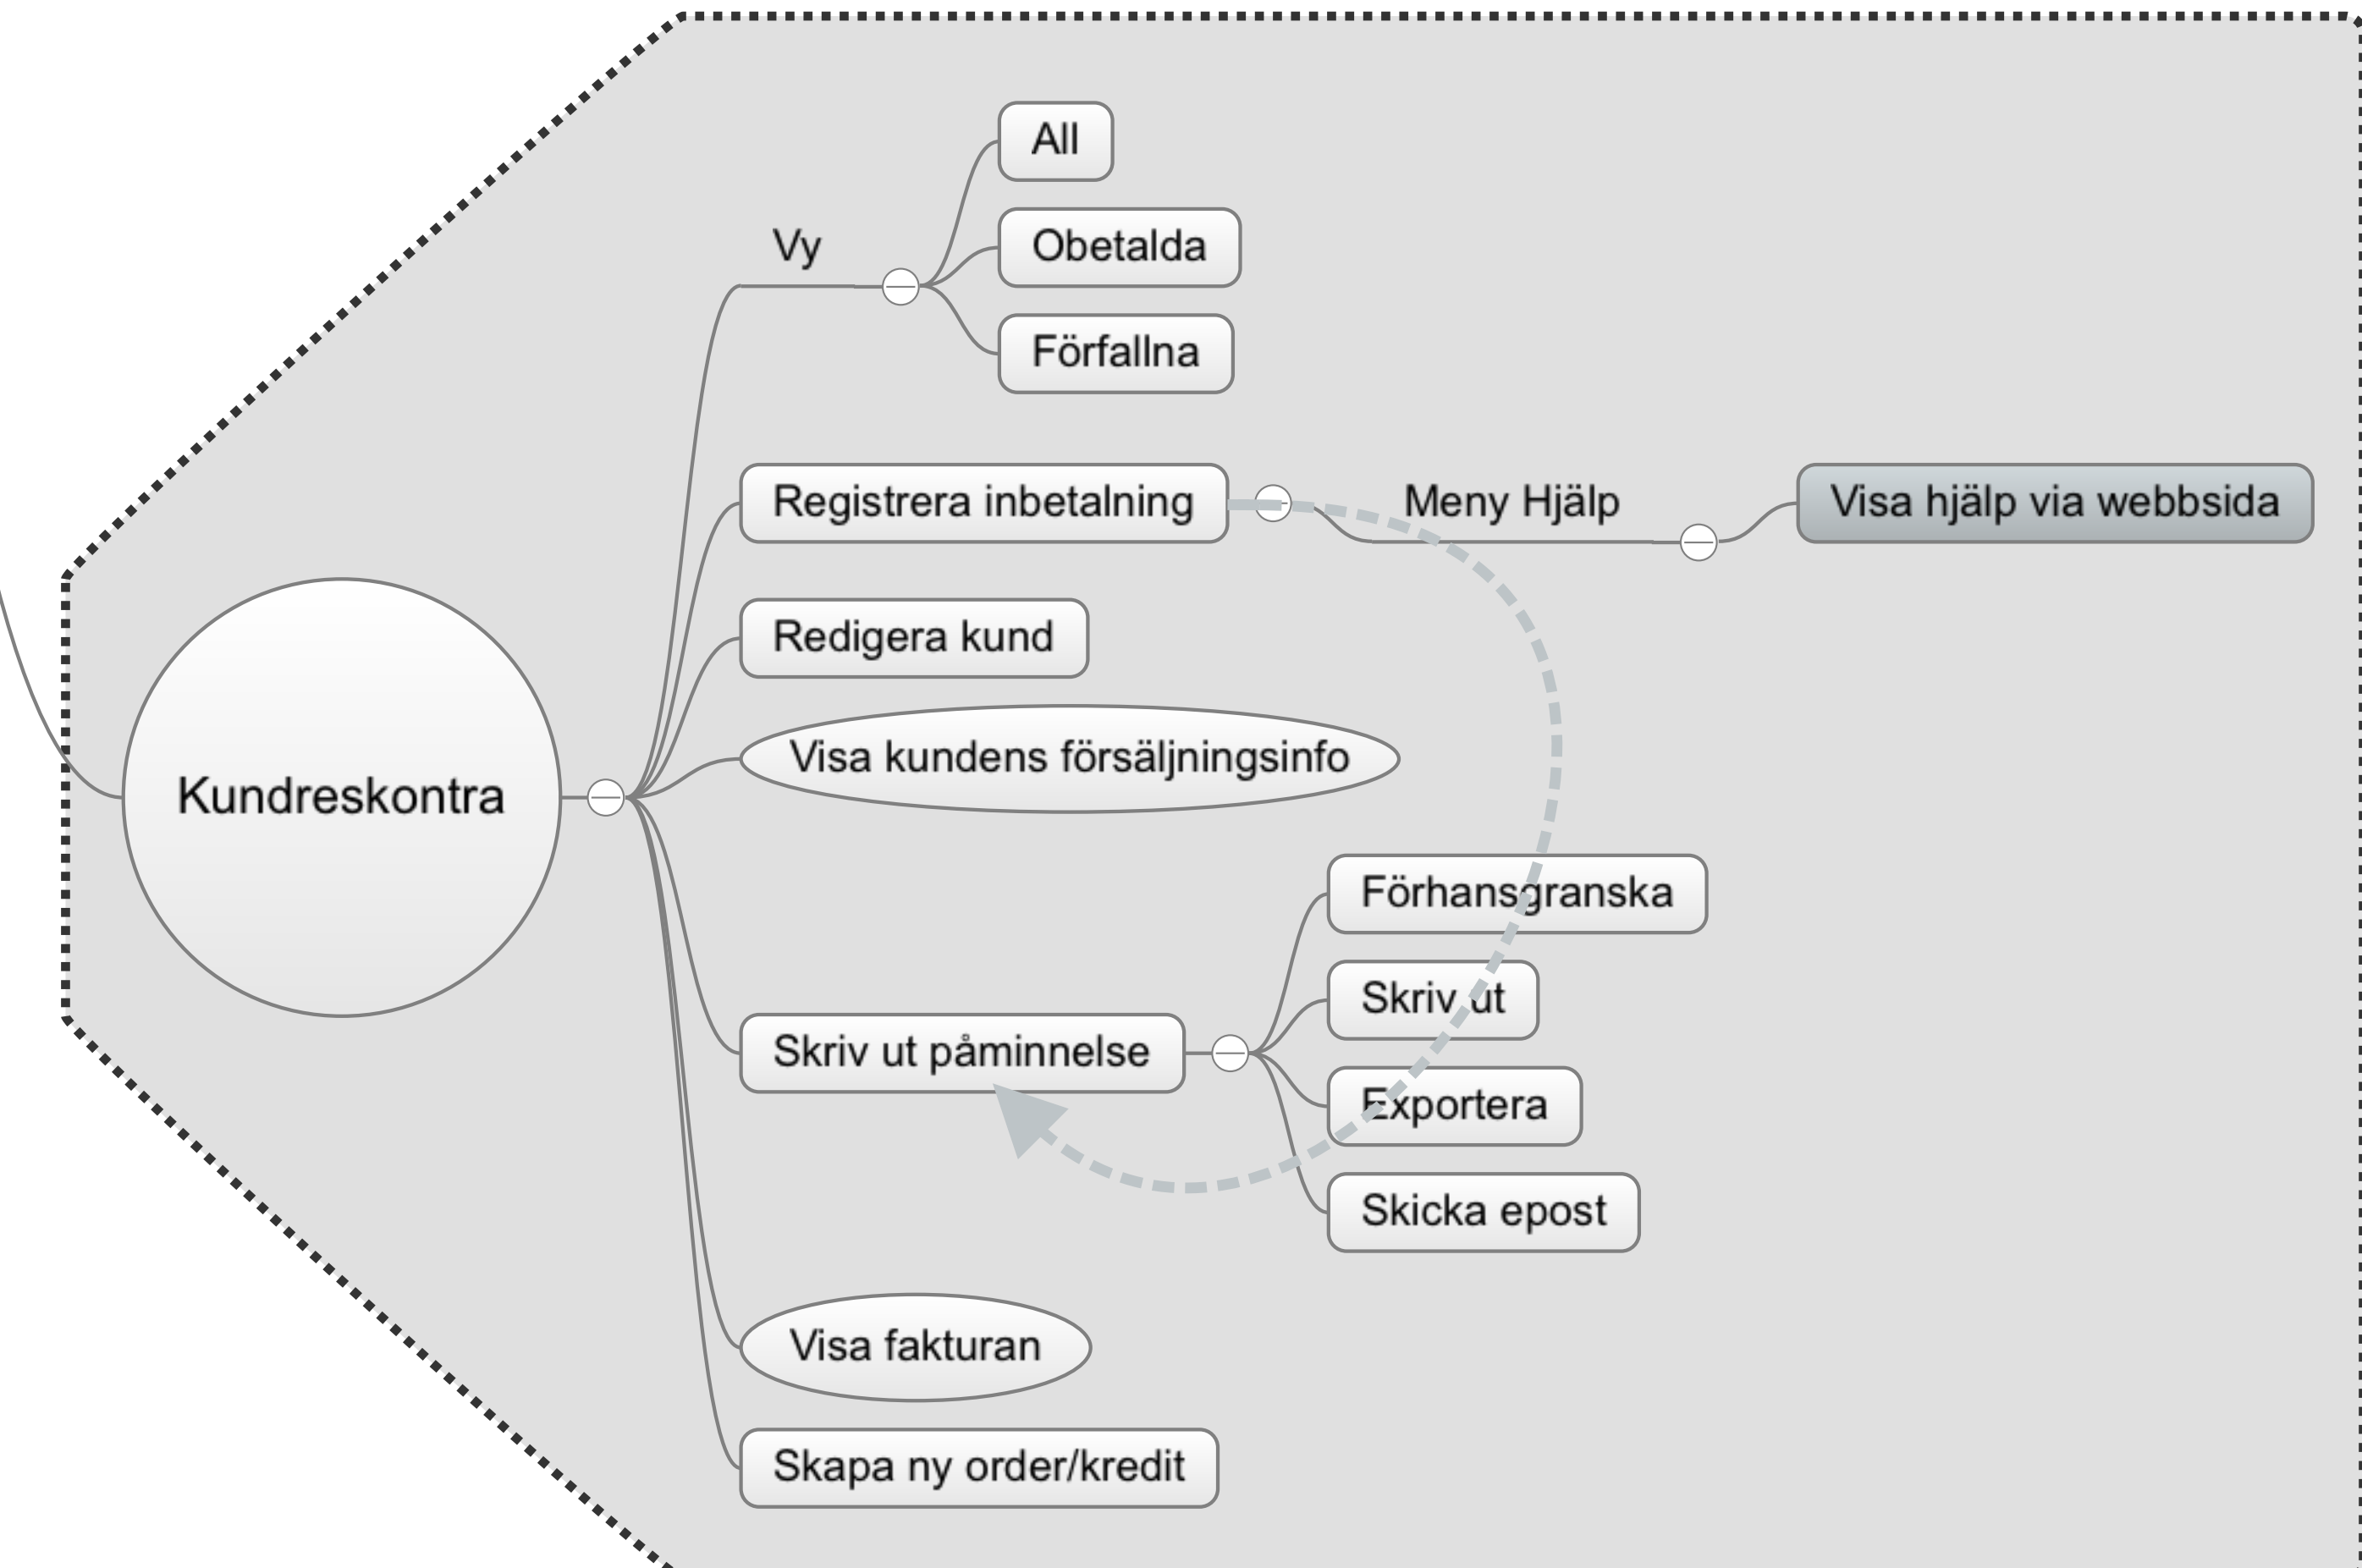 Kundreskontra
Vy
All
Obetalda
Förfallna
Registrera inbetalning
Meny Hjälp
Visa hjälp via webbsida
Redigera kund
Visa kundens försäljningsinfo
Skriv ut påminnelse
Förhansgranska
Skriv ut
Exportera
Skicka epost
Visa fakturan
Skapa ny order/kredit